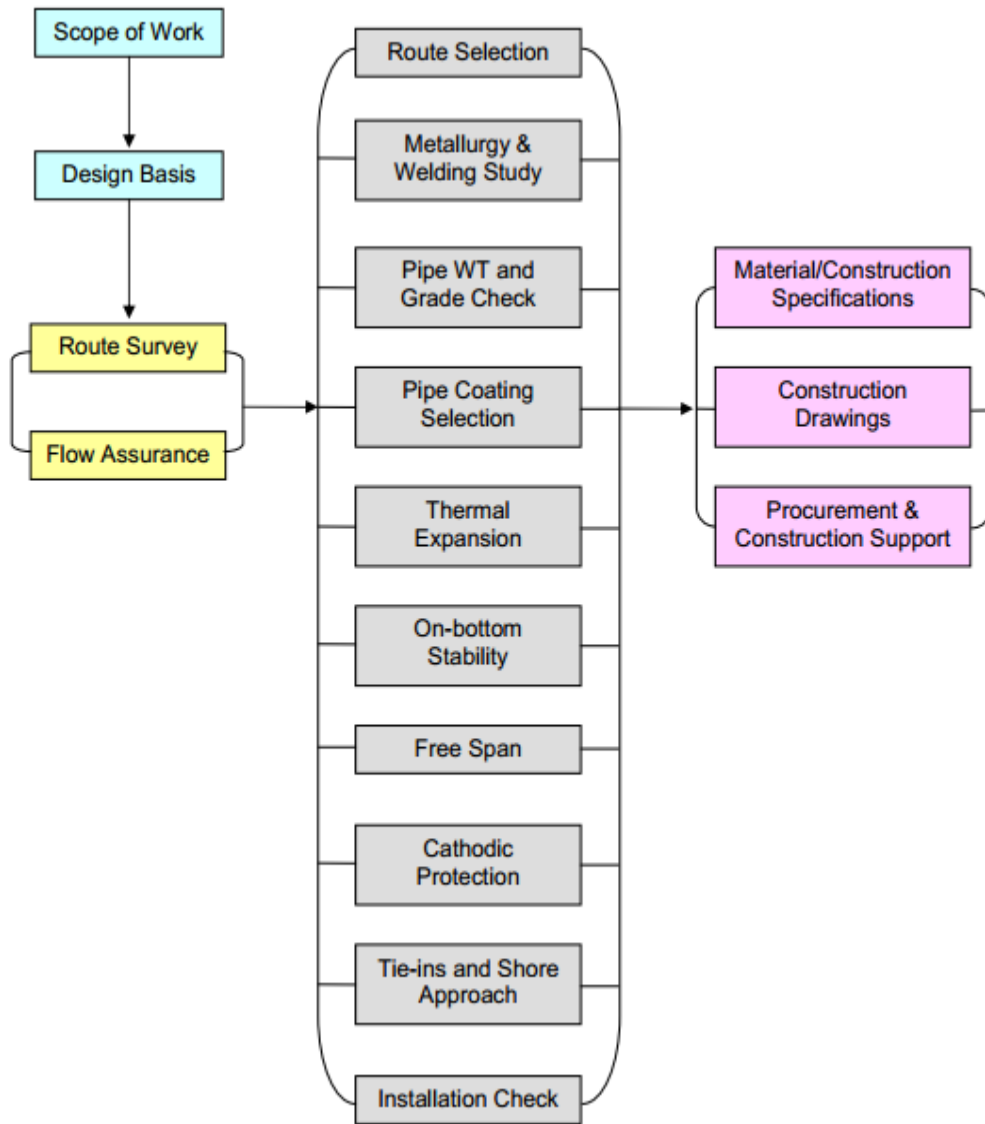 Scope of Work
Design Basis
Route Survey
Flow Assurance
Route Selection
Metallurgy &
Welding Study
Pipe WT and
Grade Check
Pipe Coating
Selection
Thermal
Expansion
On-bottom
Stability
Free Span
Cathodic
Protection
Tie-ins and Shore
Approach
Installation Check
Material/Construction
Specifications
Construction
Drawings
Procurement &
Construction Support